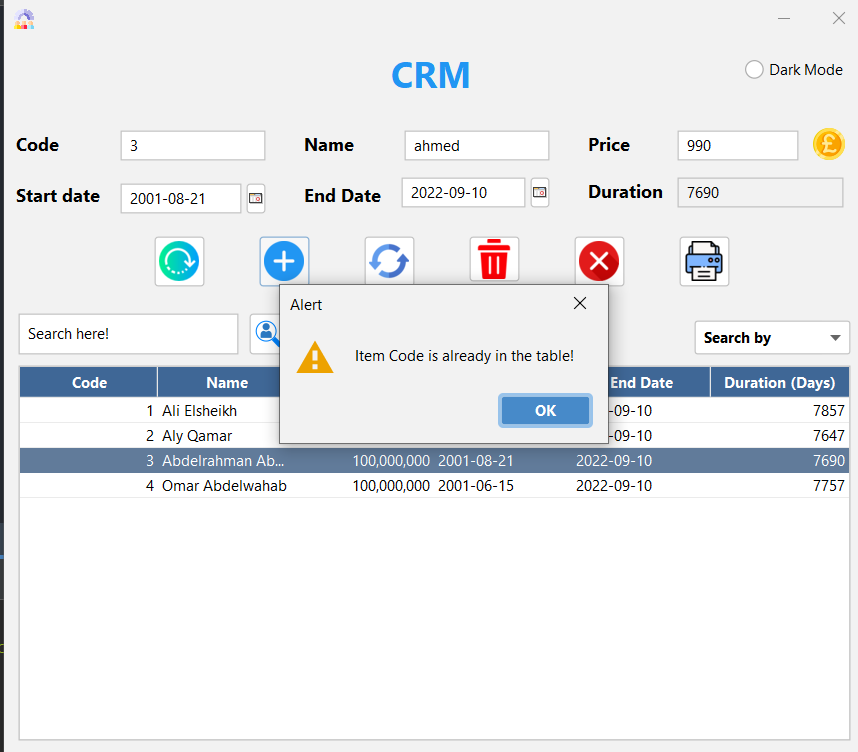 CRM
Dark Mode
Code 3 Name ahmed Price 990 £
Start date 2001-08-21 End Date 2022-09-10 Duration 7690
Alert
Item Code is already in the table!
OK
Search here! Search by
Code Name End Date Duration (Days)
1 Ali Elsheikh -09-10 7857
2 Aly Qamar -09-10 7647
3 Abdelrahman Ab... 100,000,000 2001-08-21 2022-09-10 7690
4 Omar Abdelwahab 100,000,000 2001-06-15 2022-09-10 7757